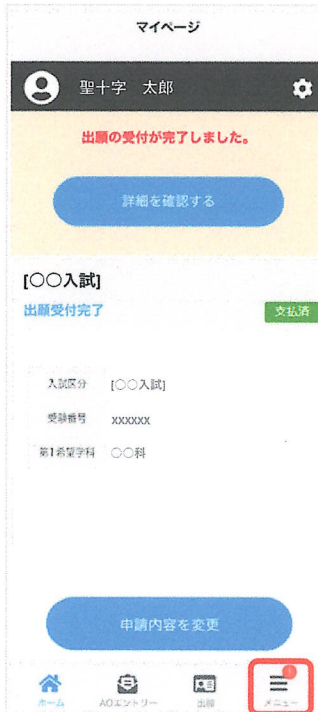 マイページ
聖十字 太郎
出願の受付が完了しました。
詳細を確認する
[〇〇入試]
出願受付完了 支払済
入試区分 [〇〇入試]
受験番号 xxxxxx
第1希望学科 〇〇科
申請内容を変更
ホーム AOエントリー 出願 メニュー